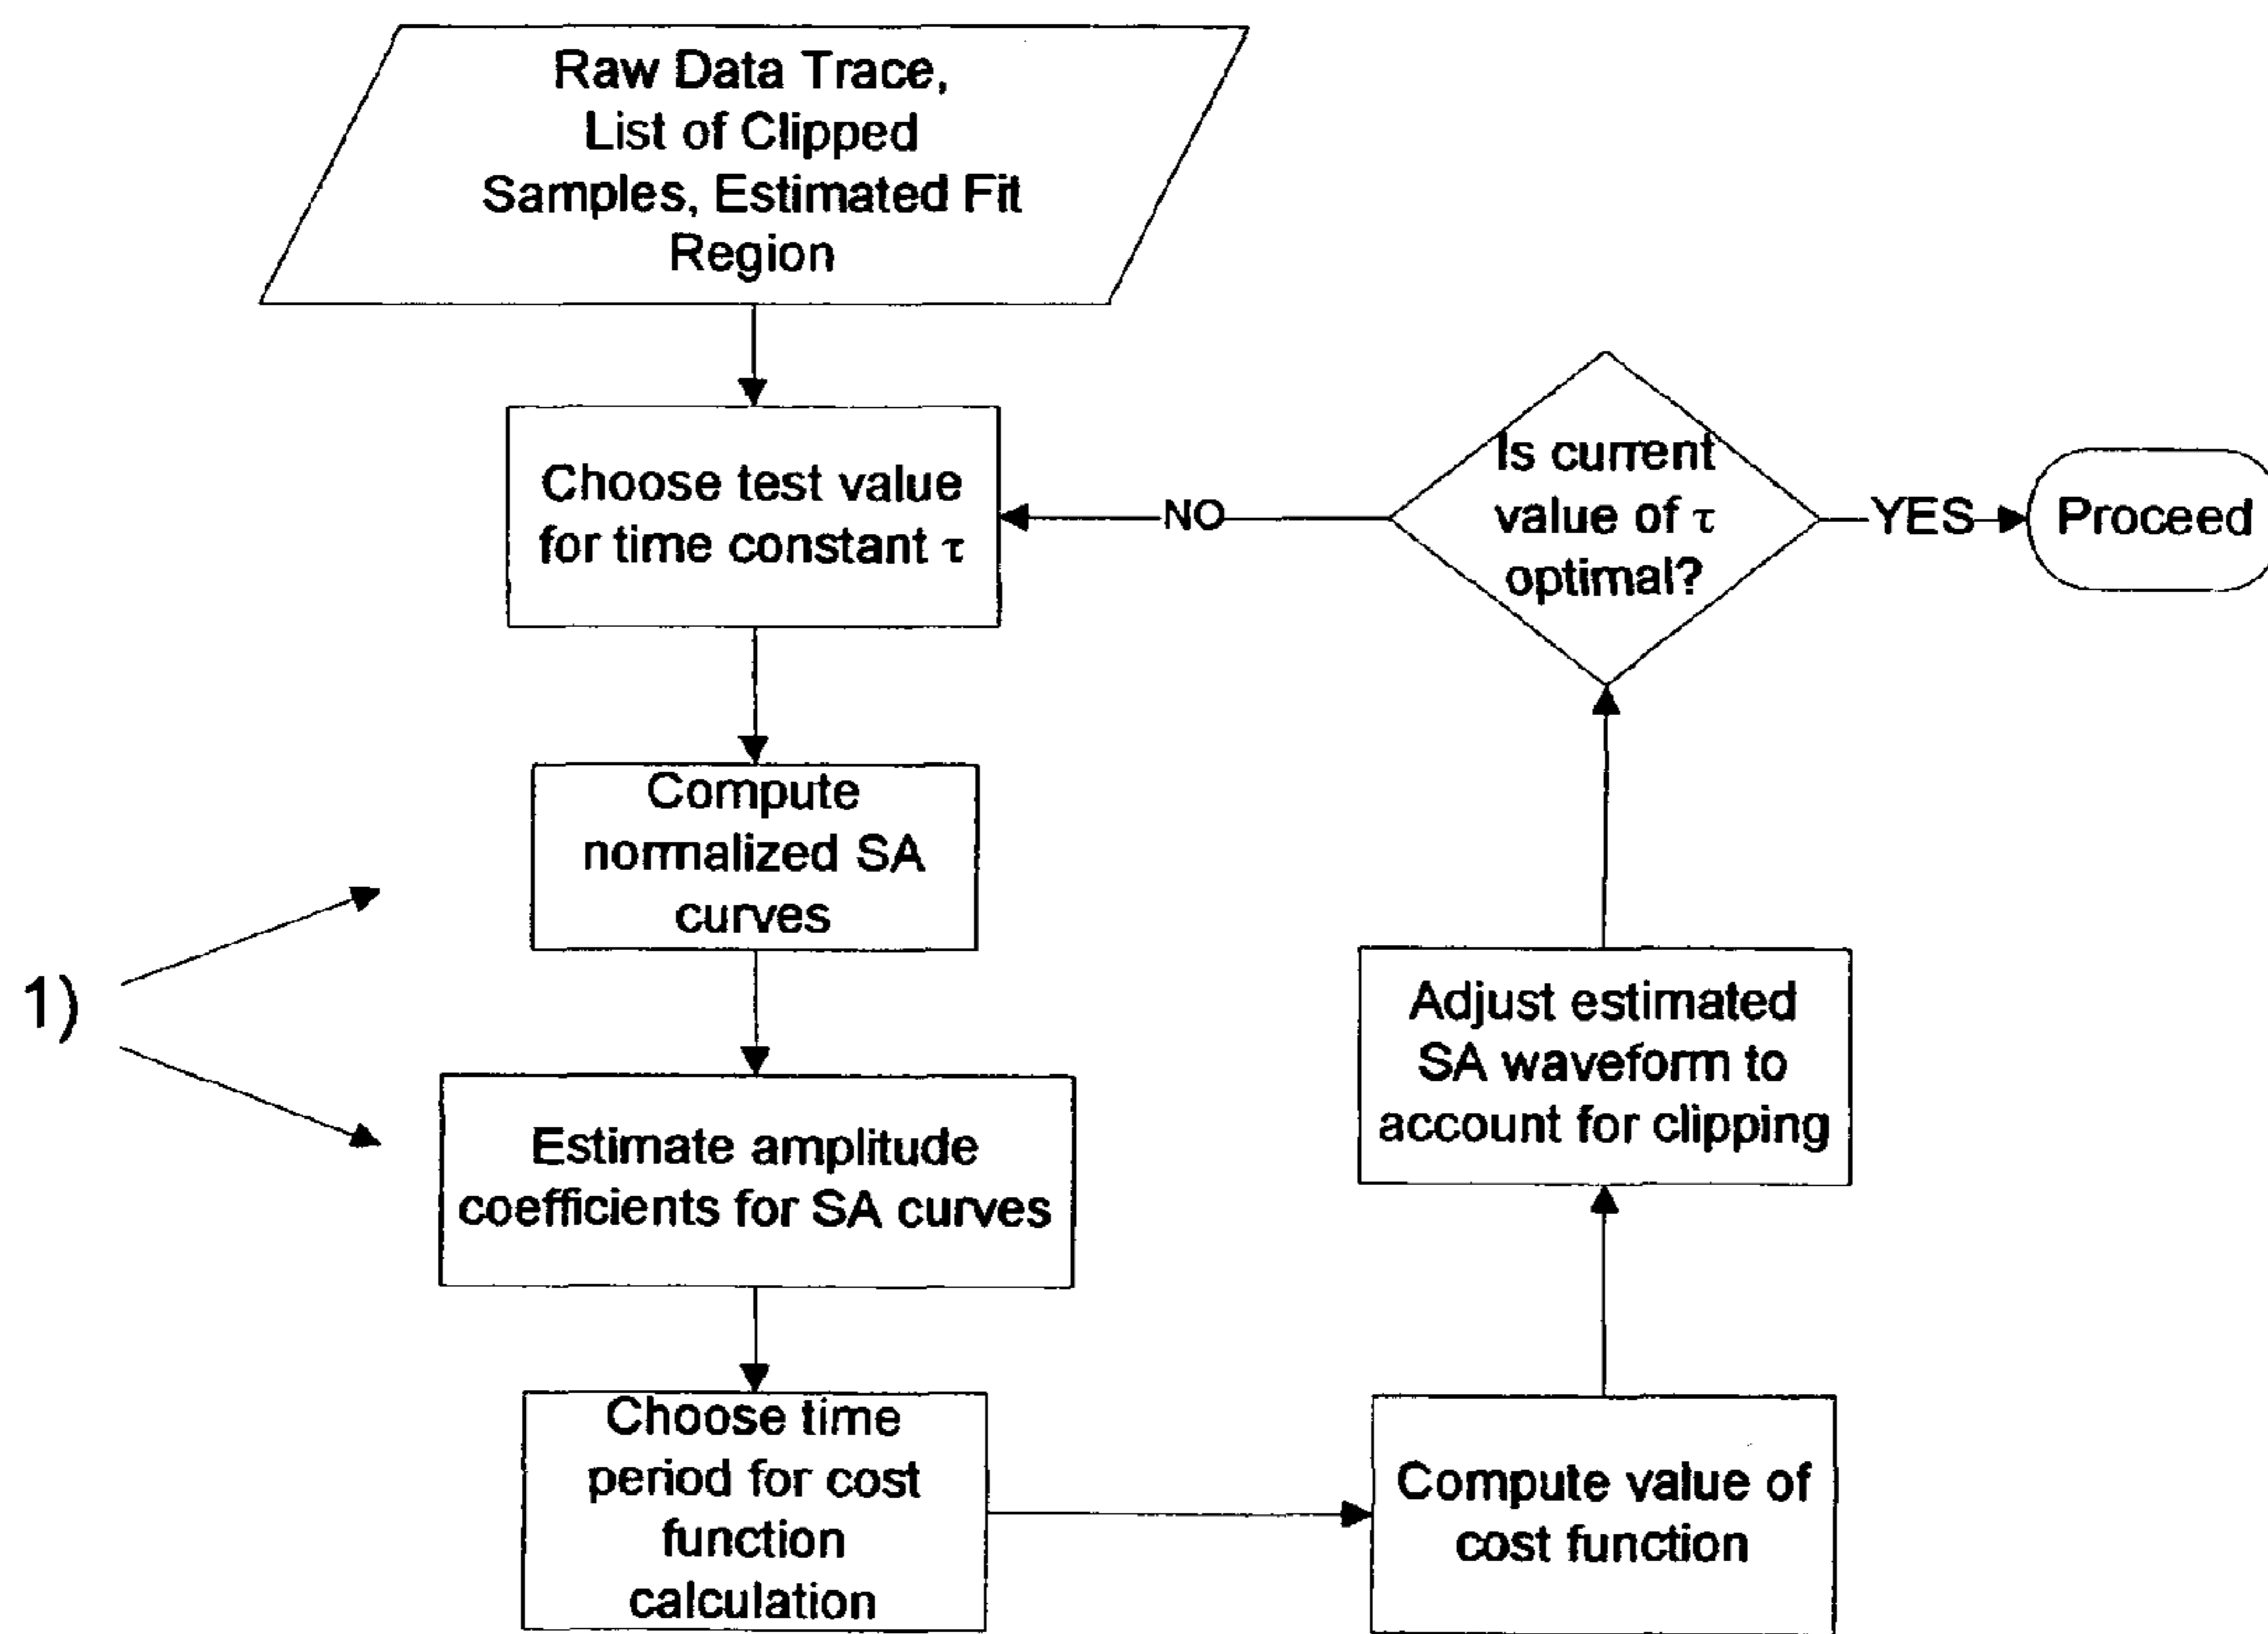 Raw Data Trace,
List of Clipped
Samples, Estimated Fit
Region
Choose test value
for time constant τ
NO
Is current
value of τ
optimal?
YES
Proceed
Compute
normalized SA
curves
1)
Estimate amplitude
coefficients for SA curves
Adjust estimated
SA waveform to
account for clipping
Choose time
period for cost
function
calculation
Compute value of
cost function